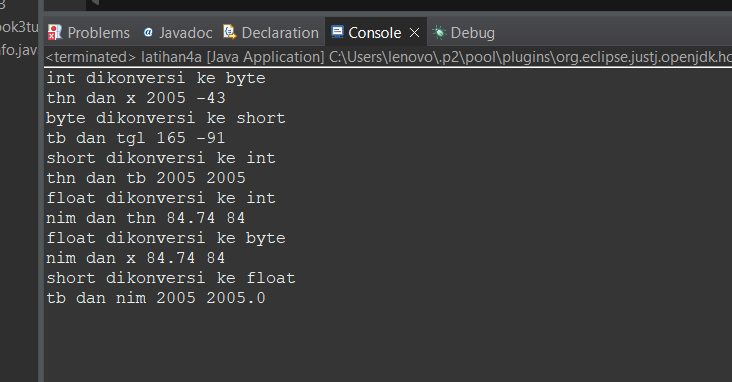 3
ook3tu
nfo.jav
Problems Javadoc Declaration Console Debug
<terminated> latihan4a [Java Application] C:\Users\lenovo\.p2\pool\plugins\org.eclipse.justj.openjdk.ho
int dikonversi ke byte
thn dan x 2005 -43
byte dikonversi ke short
tb dan tgl 165 -91
short dikonversi ke int
thn dan tb 2005 2005
float dikonversi ke int
nim dan thn 84.74 84
float dikonversi ke byte
nim dan x 84.74 84
short dikonversi ke float
tb dan nim 2005 2005.0